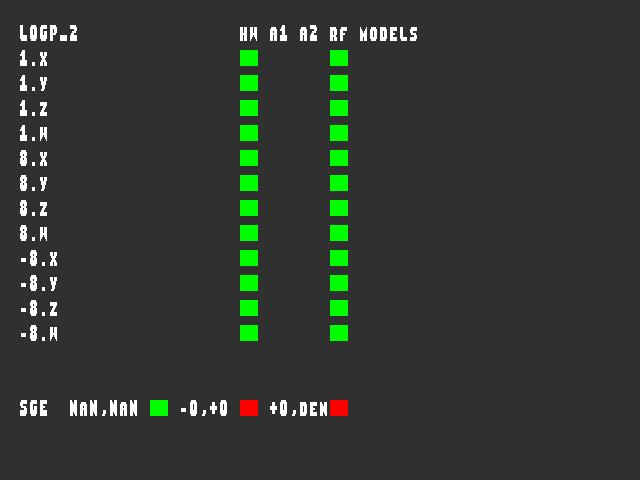 LOGP_2 HW A1 A2 RF MODELS
1.X
1.Y
1.Z
1.W
8.X
8.Y
8.Z
8.W
-8.X
-8.Y
-8.Z
-8.W
SGE NAN,NAN -0,+0 +0,DEN